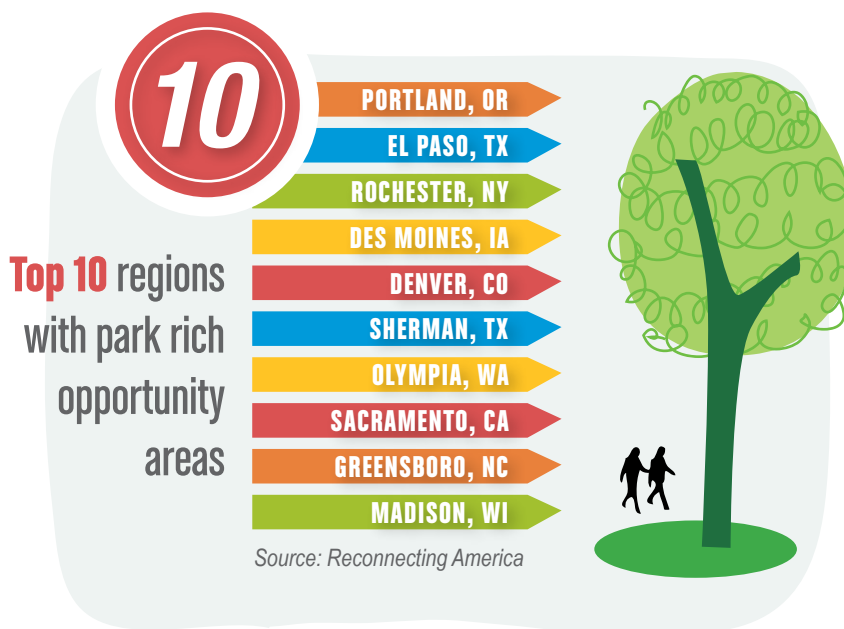 10
PORTLAND, OR
EL PASO, TX
ROCHESTER, NY
DES MOINES, IA
DENVER, CO
SHERMAN, TX
OLYMPIA, WA
SACRAMENTO, CA
GREENSBORO, NC
MADISON, WI
Top 10 regions
with park rich
opportunity
areas
Source: Reconnecting America